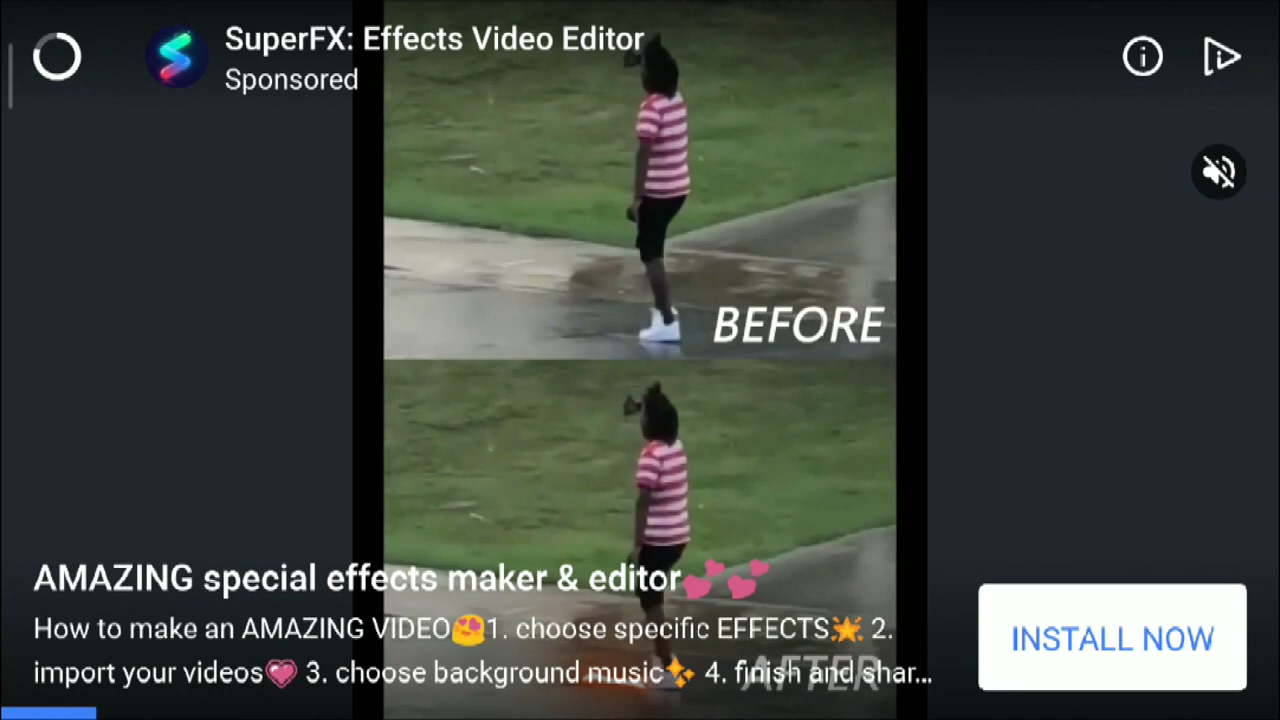 SuperFX: Effects Video Editor
Sponsored
BEFORE
AMAZING special effects maker & editor💕💕
How to make an AMAZING VIDEO😍1. choose specific EFFECTS🌟 2.
import your videos💗 3. choose background music✨ 4. finish and shar...
AFTER
INSTALL NOW